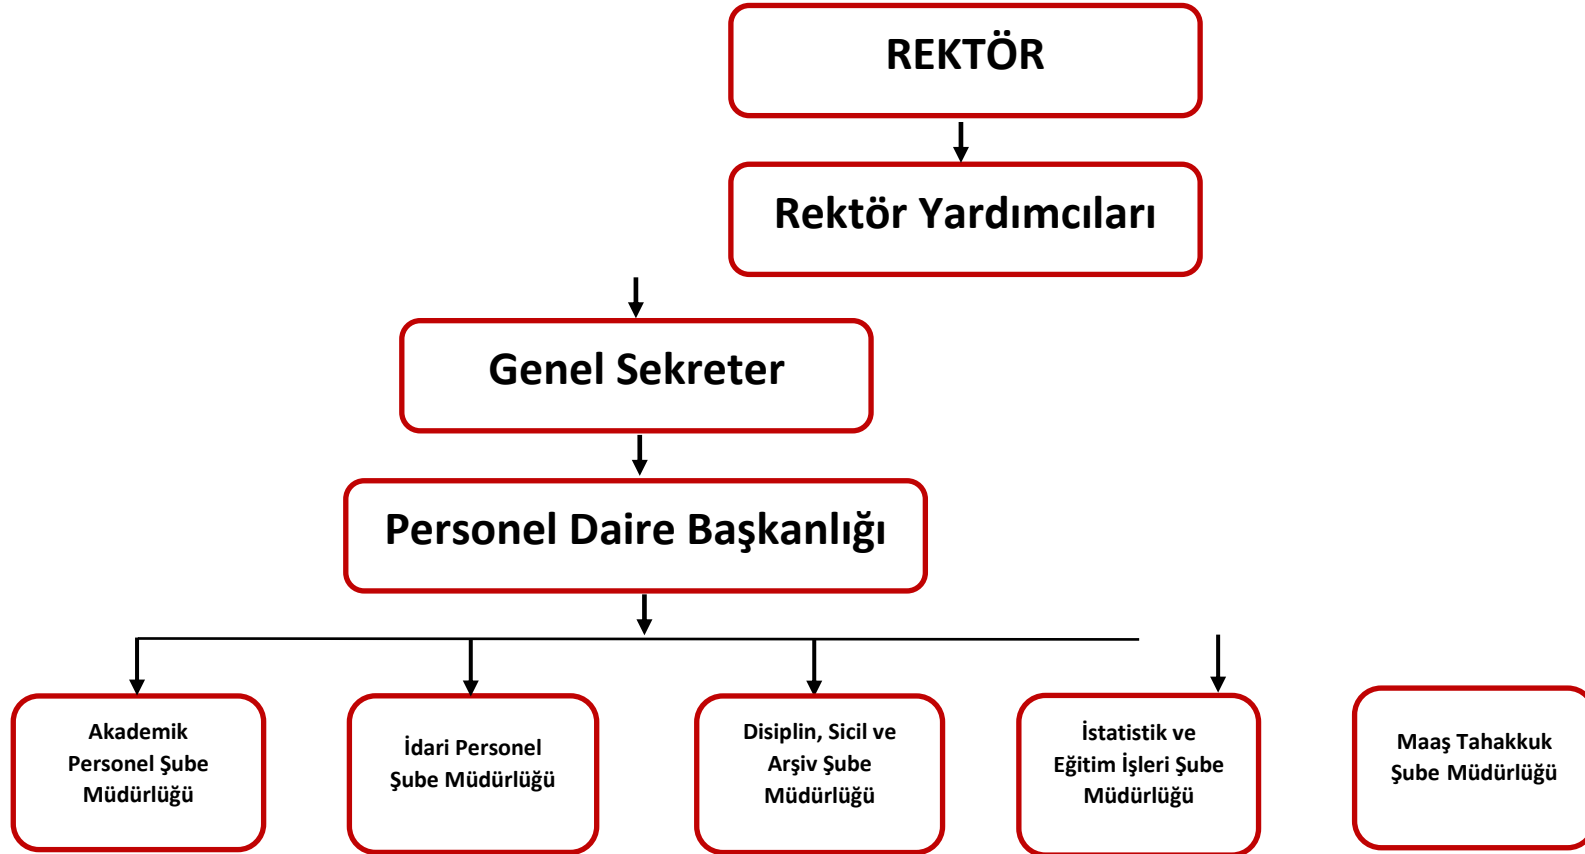 REKTÖR
Rektör Yardımcıları
Genel Sekreter
Personel Daire Başkanlığı
Akademik
Personel Şube
Müdürlüğü
İdari Personel
Şube Müdürlüğü
Disiplin, Sicil ve
Arşiv Şube
Müdürlüğü
İstatistik ve
Eğitim İşleri Şube
Müdürlüğü
Maaş Tahakkuk
Şube Müdürlüğü